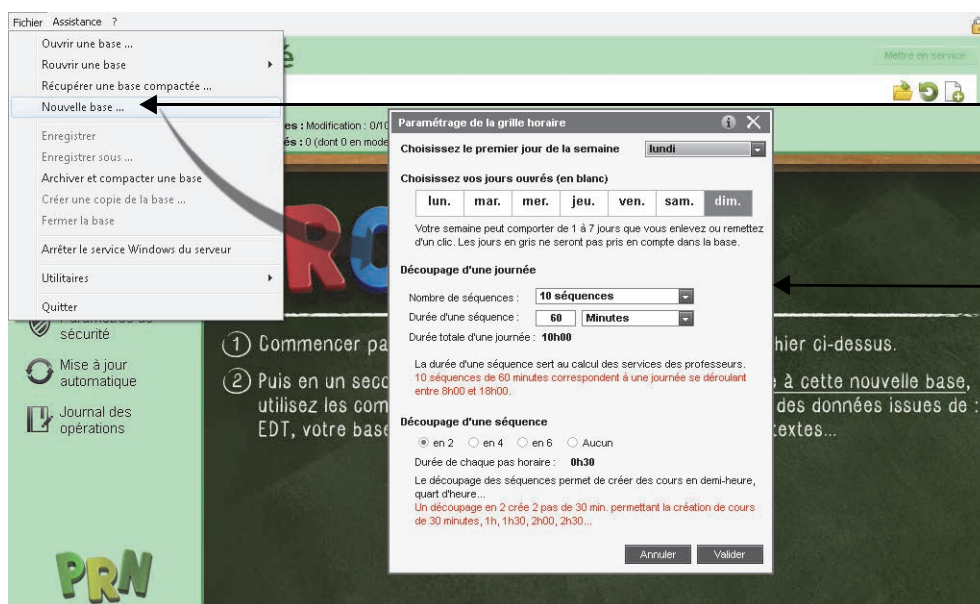 Fichier Assistance ?
Ouvrir une base ...
Rouvrir une base
Récupérer une base compactée ...
Nouvelle base ...
Enregistrer
Enregistrer sous ...
Archiver et compacter une base
Créer une copie de la base ...
Fermer la base
Arrêter le service Windows du serveur
Utilitaires
Quitter
Mettre en service
es : Modification : 0/10
és : 0 (dont 0 en mode
sécurité
Mise à jour
automatique
Journal des
opérations
PRN
RO
1 Commencer pa
hier ci-dessus.
2 Puis en un seco
à cette nouvelle base,
utilisez les com
des données issues de :
EDT, votre base
textes...
Paramétrage de la grille horaire
Choisissez le premier jour de la semaine lundi
Choisissez vos jours ouvrés (en blanc)
lun. mar. mer. jeu. ven. sam. dim.
Votre semaine peut comporter de 1 à 7 jours que vous enlevez ou remettez
d'un clic. Les jours en gris ne seront pas pris en compte dans la base.
Découpage d'une journée
Nombre de séquences : 10 séquences
Durée d'une séquence : 60 Minutes
Durée totale d'une journée : 10h00
La durée d'une séquence sert au calcul des services des professeurs.
10 séquences de 60 minutes correspondent à une journée se déroulant
entre 8h00 et 18h00.
Découpage d'une séquence
en 2 en 4 en 6 Aucun
Durée de chaque pas horaire : 0h30
Le découpage des séquences permet de créer des cours en demi-heure,
quart d'heure...
Un découpage en 2 crée 2 pas de 30 min. permettant la création de cours
de 30 minutes, 1h, 1h30, 2h00, 2h30...
Annuler Valider